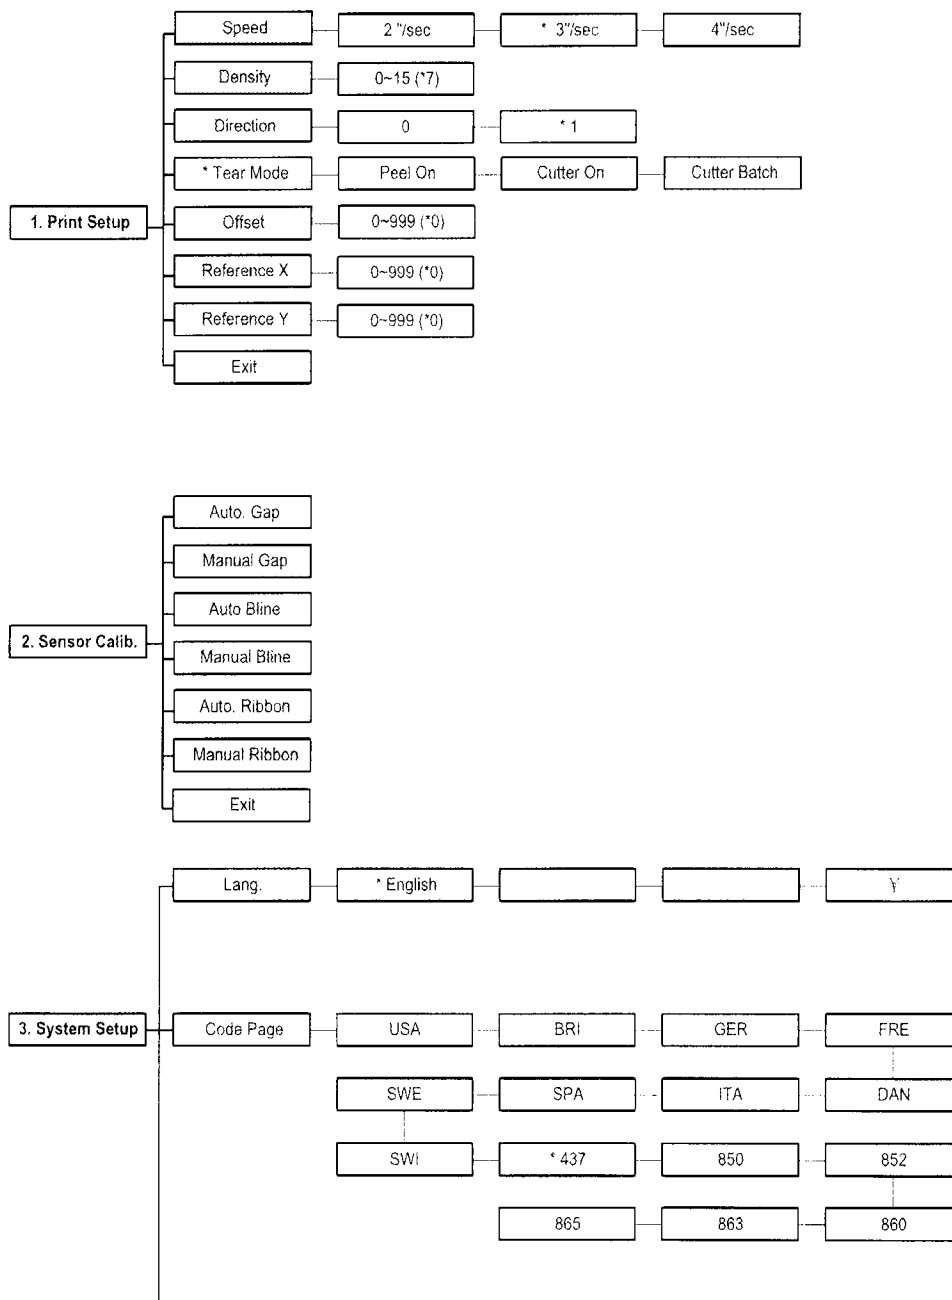 Speed 2 "/sec * 3"/sec 4"/sec
Density 0~15 (*7)
Direction 0 * 1
* Tear Mode Peel On Cutter On Cutter Batch
1. Print Setup Offset 0~999 (*0)
Reference X 0~999 (*0)
Reference Y 0~999 (*0)
Exit
Auto. Gap
Manual Gap
Auto Bline
2. Sensor Calib. Manual Bline
Auto. Ribbon
Manual Ribbon
Exit
Lang. * English
3. System Setup Code Page USA BRI GER FRE
SWE SPA ITA DAN
SWI * 437 850 852
865 863 860